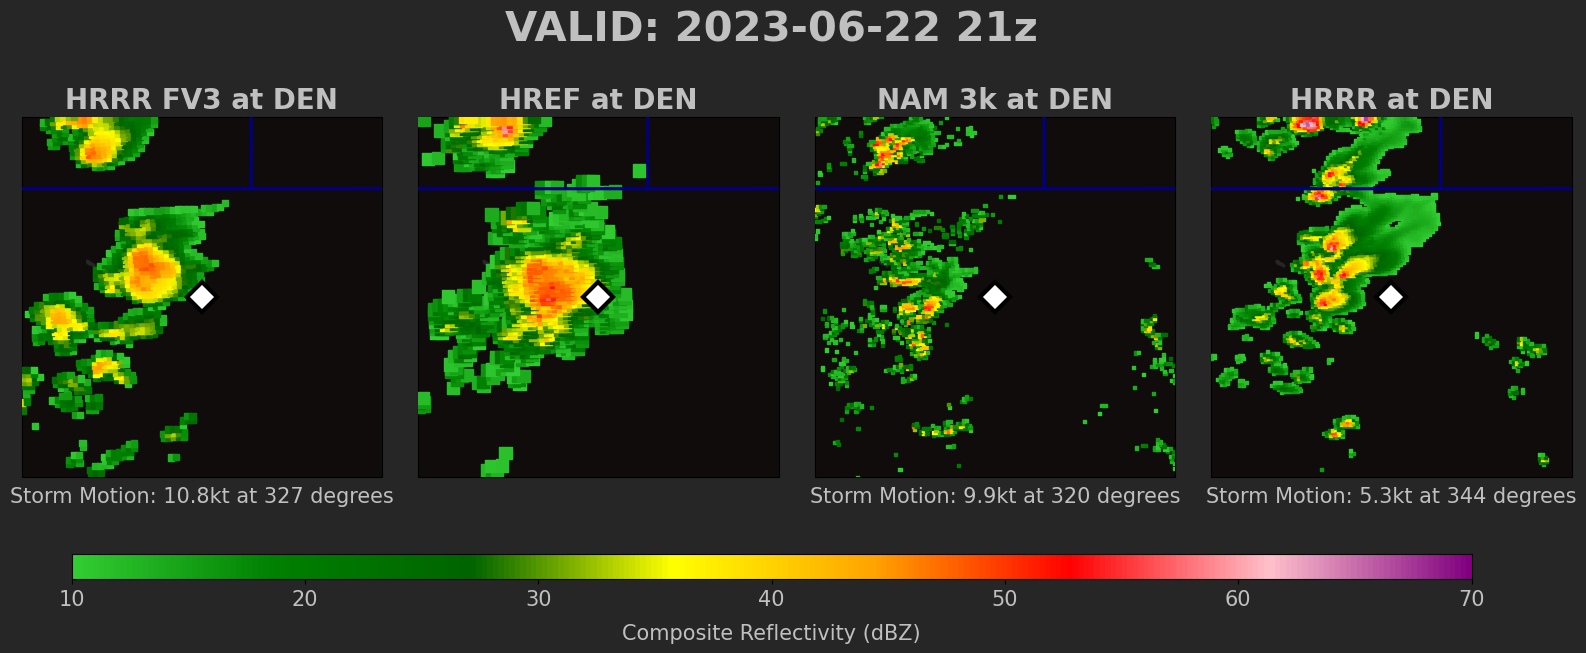 VALID: 2023-06-22 21z
HRRR FV3 at DEN
HREF at DEN
NAM 3k at DEN
HRRR at DEN
Storm Motion: 10.8kt at 327 degrees
Storm Motion: 9.9kt at 320 degrees
Storm Motion: 5.3kt at 344 degrees
10 20 30 40 50 60 70
Composite Reflectivity (dBZ)